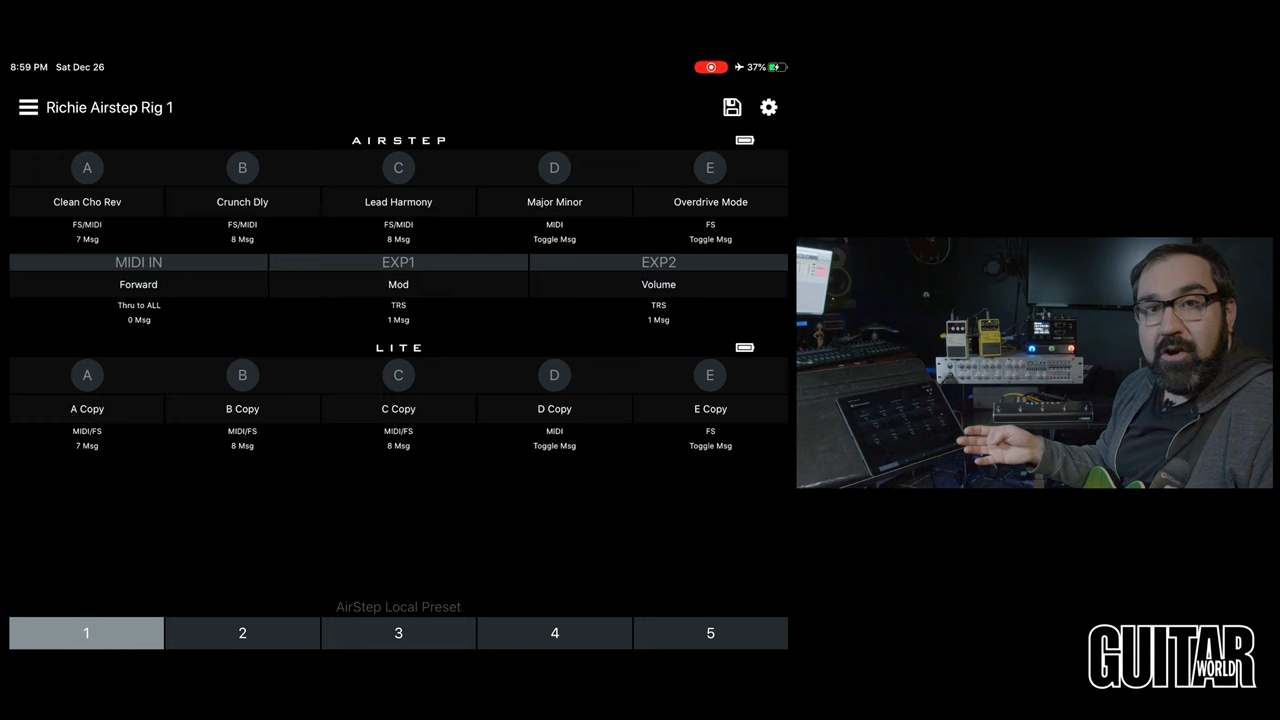 8:59 PM Sat Dec 26 37%
Richie Airstep Rig 1
AIRSTEP
A B C D E
Clean Cho Rev Crunch Dly Lead Harmony Major Minor Overdrive Mode
FS/MIDI FS/MIDI FS/MIDI MIDI FS
7 Msg 8 Msg 8 Msg Toggle Msg Toggle Msg
MIDI IN EXP1 EXP2
Forward Mod Volume
Thru to ALL TRS TRS
0 Msg 1 Msg 1 Msg
LITE
A B C D E
A Copy B Copy C Copy D Copy E Copy
MIDI/FS MIDI/FS MIDI/FS MIDI FS
7 Msg 8 Msg 8 Msg Toggle Msg Toggle Msg
AirStep Local Preset
1 2 3 4 5
GUITAR
WORLD